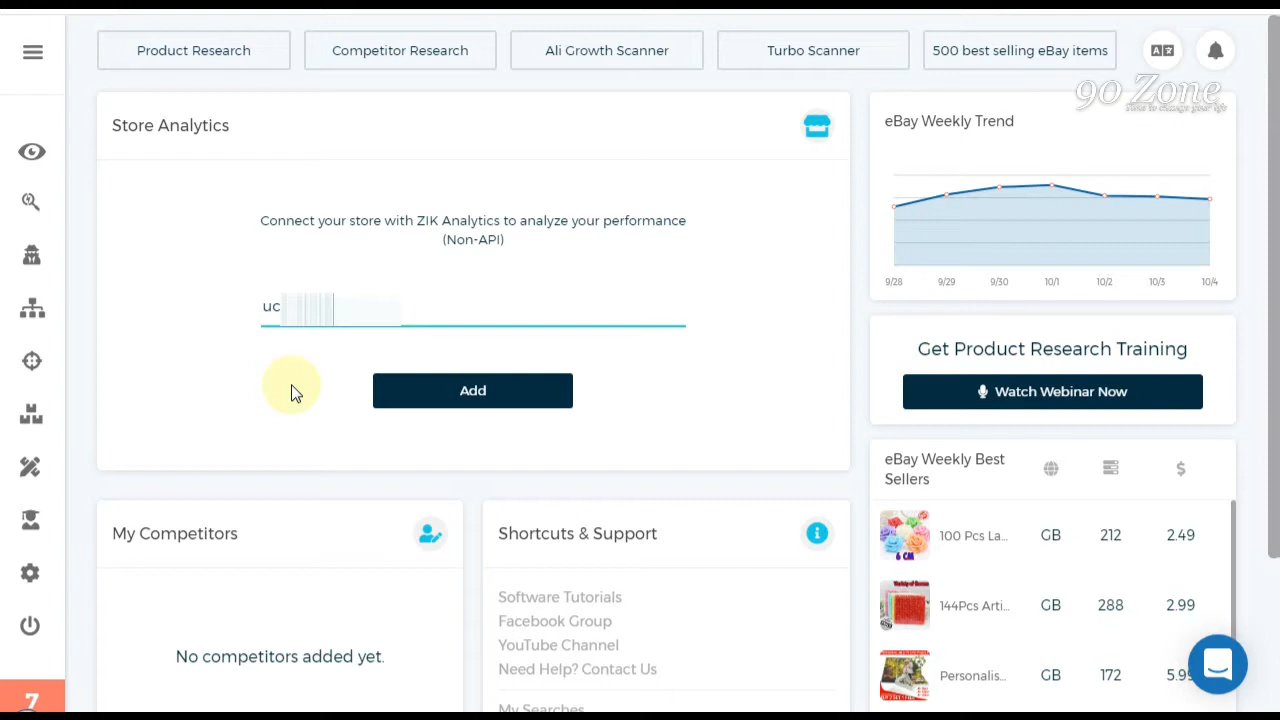 Product Research
Competitor Research
Ali Growth Scanner
Turbo Scanner
500 best selling eBay items
90 Zone
Store Analytics
eBay Weekly Trend
Connect your store with ZIK Analytics to analyze your performance
(Non-API)
uc
Add
9/28
9/29
9/30
10/1
10/2
10/3
10/4
Get Product Research Training
Watch Webinar Now
eBay Weekly Best
Sellers
$
100 Pcs La...
GB
212
2.49
6 CM
144Pcs Arti...
GB
288
2.99
Personalis...
GB
172
My Competitors
No competitors added yet.
Shortcuts & Support
Software Tutorials
Facebook Group
YouTube Channel
Need Help? Contact Us
My Searches
7